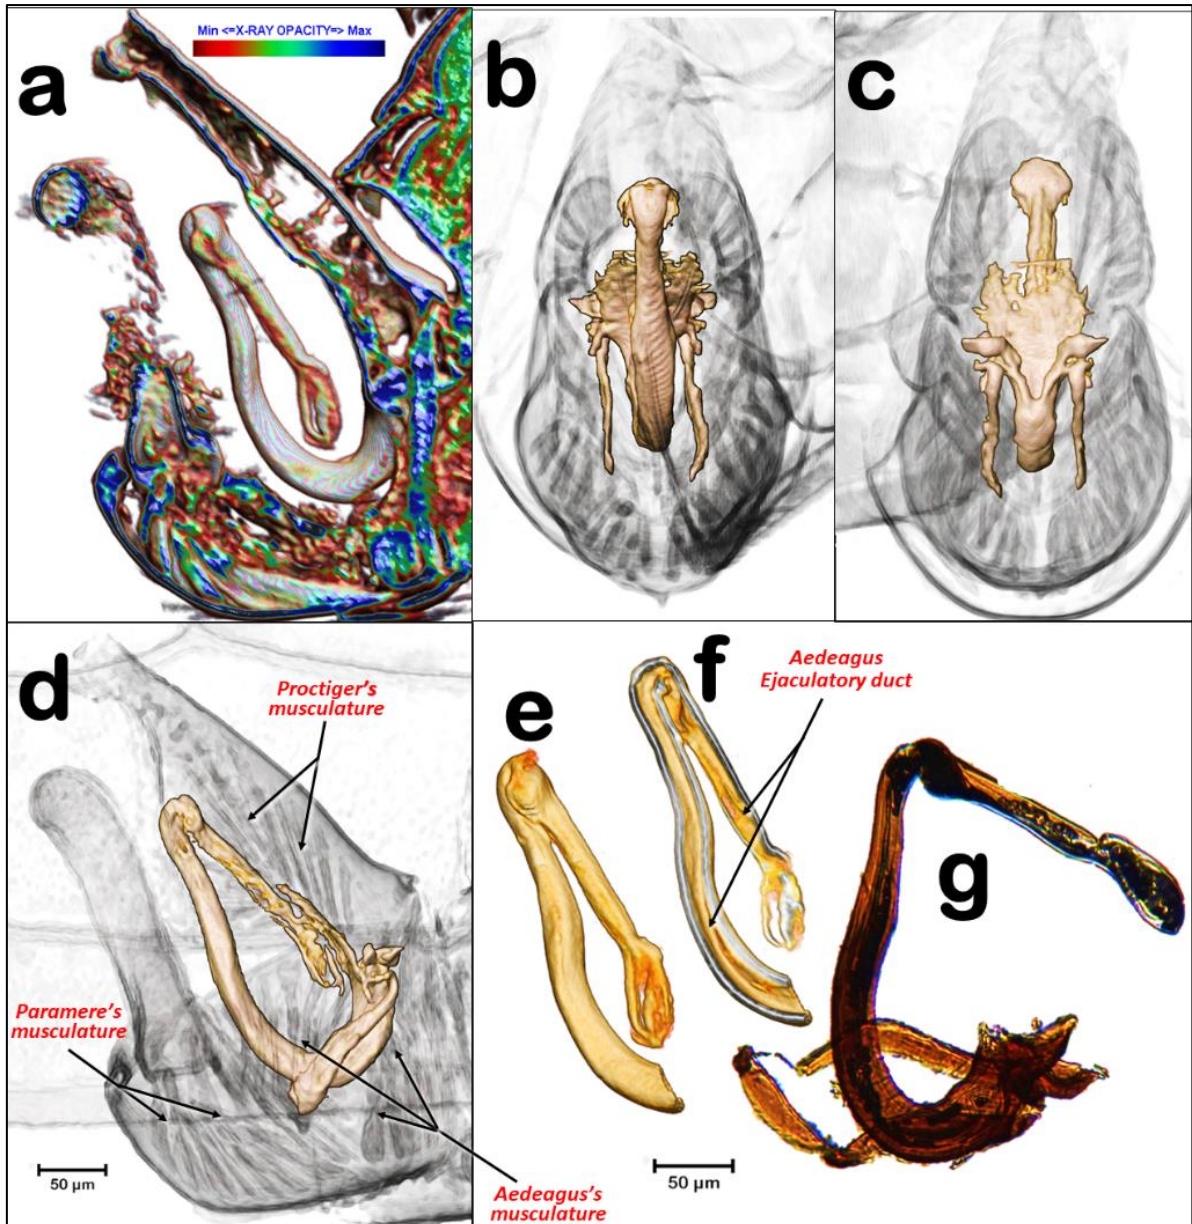 Min <=X-RAY OPACITY=> Max
a
b
c
d
Proctiger's
musculature
Paramere's
musculature
50 µm
Aedeagus's
musculature
e
f
Aedeagus
Ejaculatory duct
g
50 µm